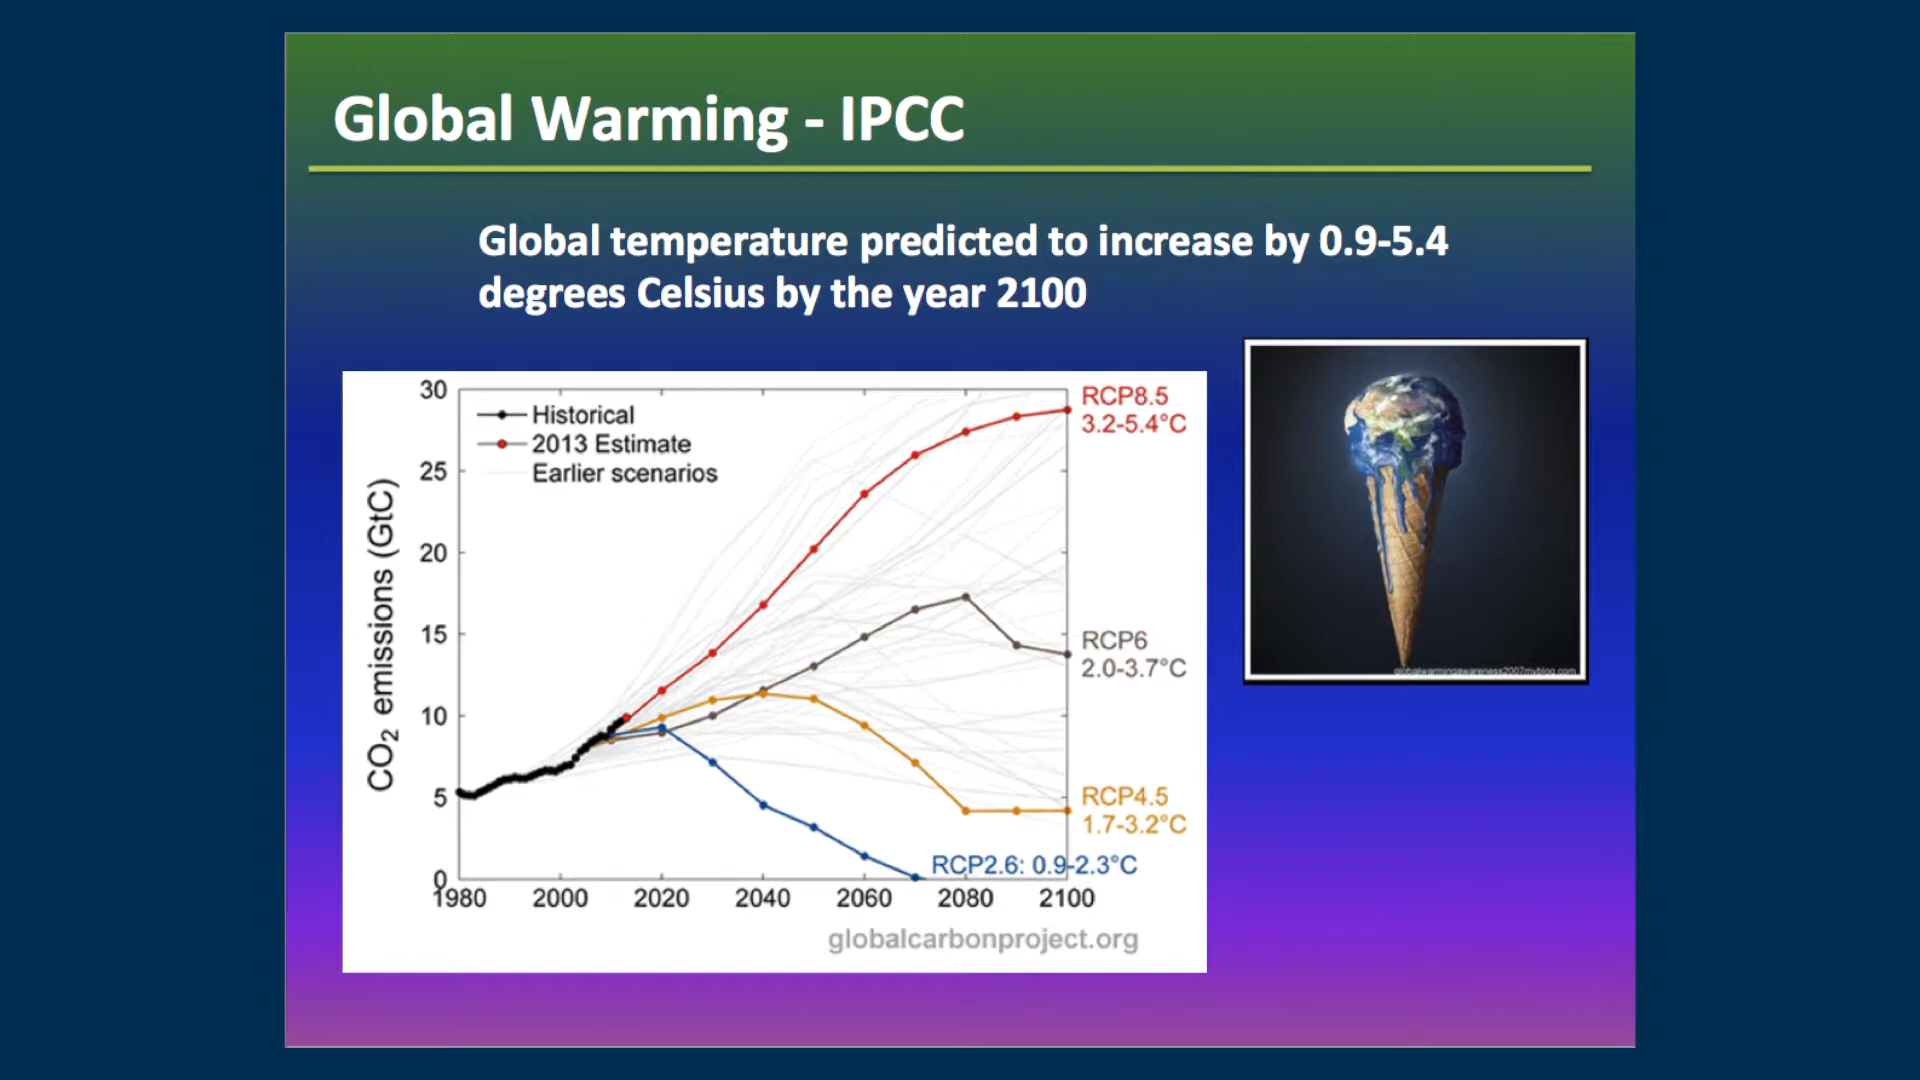 Global Warming - IPCC
Global temperature predicted to increase by 0.9-5.4
degrees Celsius by the year 2100
Historical
2013 Estimate
Earlier scenarios
CO2 emissions (GtC)
30
25
20
15
10
5
0
1980 2000 2020 2040 2060 2080 2100
RCP8.5
3.2-5.4°C
RCP6
2.0-3.7°C
RCP4.5
1.7-3.2°C
RCP2.6: 0.9-2.3°C
globalcarbonproject.org
globalwarmingawareness2007myblog.com